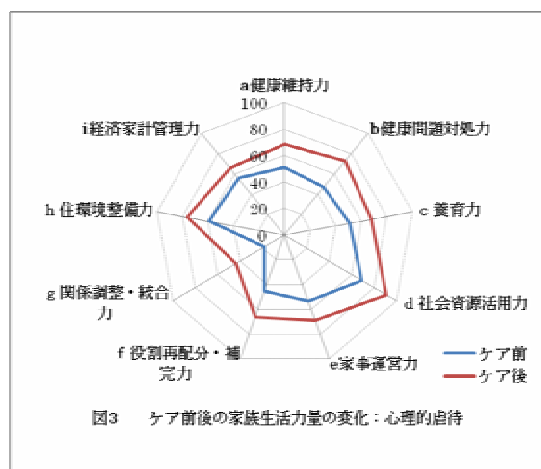 a健康維持力
100
80
60
40
20
0
b健康問題対処力
c 養育力
d 社会資源活用力
e家事運営力
f 役割再配分・補
完力
g 関係調整・統合
力
h 住環境整備力
i経済家計管理力
ケア前
ケア後
図3 ケア前後の家族生活力量の変化：心理的虐待